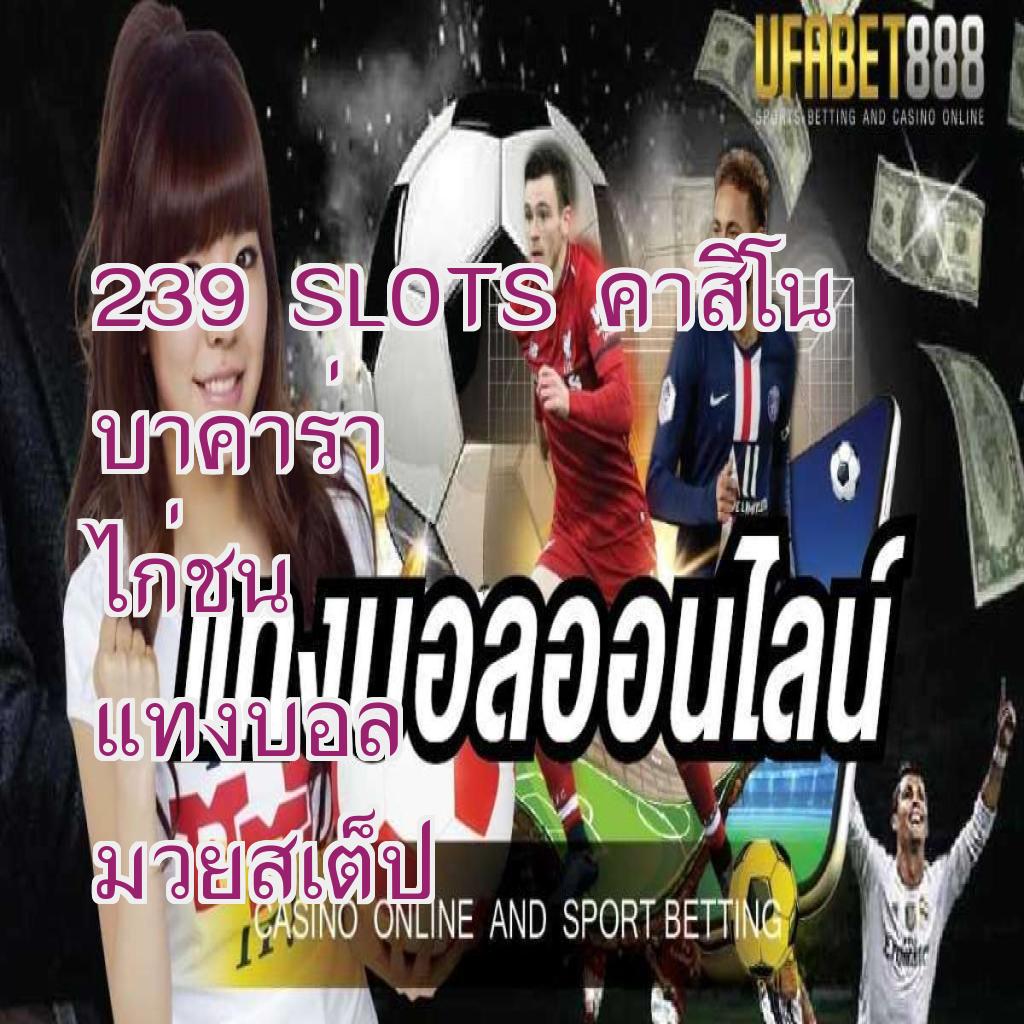 UFABET888
SPORTS BETTING AND CASINO ONLINE
239 SLOTS คาสิโน
บาคาร่า
ไก่ชน
แทงบอลออนไลน์
แทงบอล
มวยสเต็ป
CASINO ONLINE AND SPORT BETTING